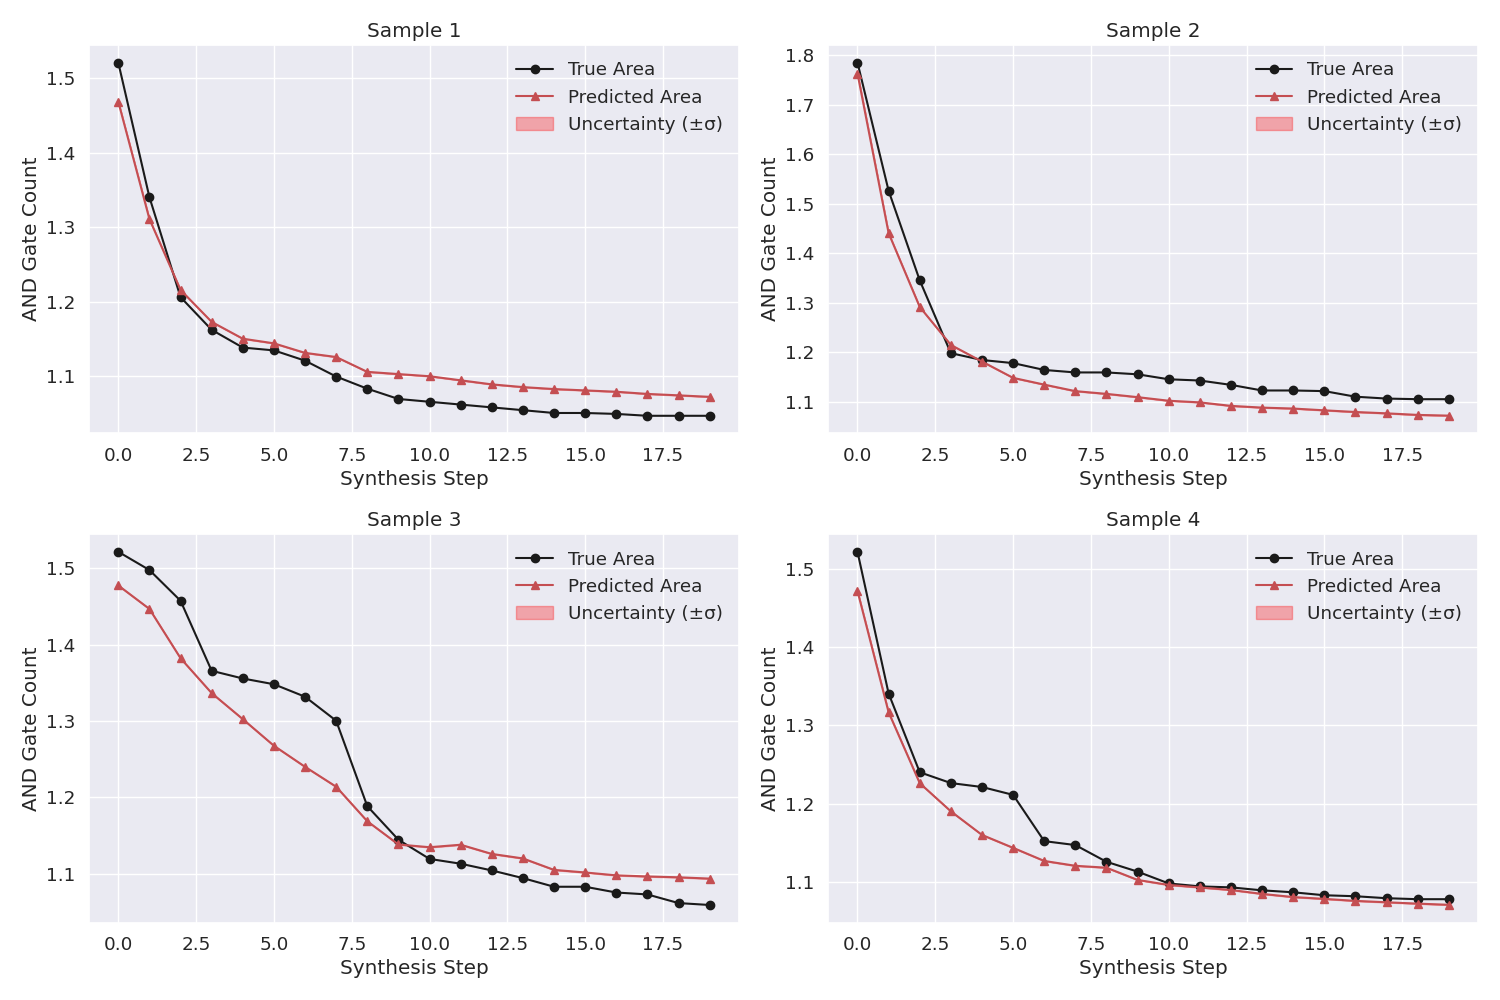 Sample 1
True Area
Predicted Area
Uncertainty (±σ)
AND Gate Count
1.5
1.4
1.3
1.2
1.1
0.0 2.5 5.0 7.5 10.0 12.5 15.0 17.5
Synthesis Step
Sample 2
True Area
Predicted Area
Uncertainty (±σ)
AND Gate Count
1.8
1.7
1.6
1.5
1.4
1.3
1.2
1.1
0.0 2.5 5.0 7.5 10.0 12.5 15.0 17.5
Synthesis Step
Sample 3
True Area
Predicted Area
Uncertainty (±σ)
AND Gate Count
1.5
1.4
1.3
1.2
1.1
0.0 2.5 5.0 7.5 10.0 12.5 15.0 17.5
Synthesis Step
Sample 4
True Area
Predicted Area
Uncertainty (±σ)
AND Gate Count
1.5
1.4
1.3
1.2
1.1
0.0 2.5 5.0 7.5 10.0 12.5 15.0 17.5
Synthesis Step